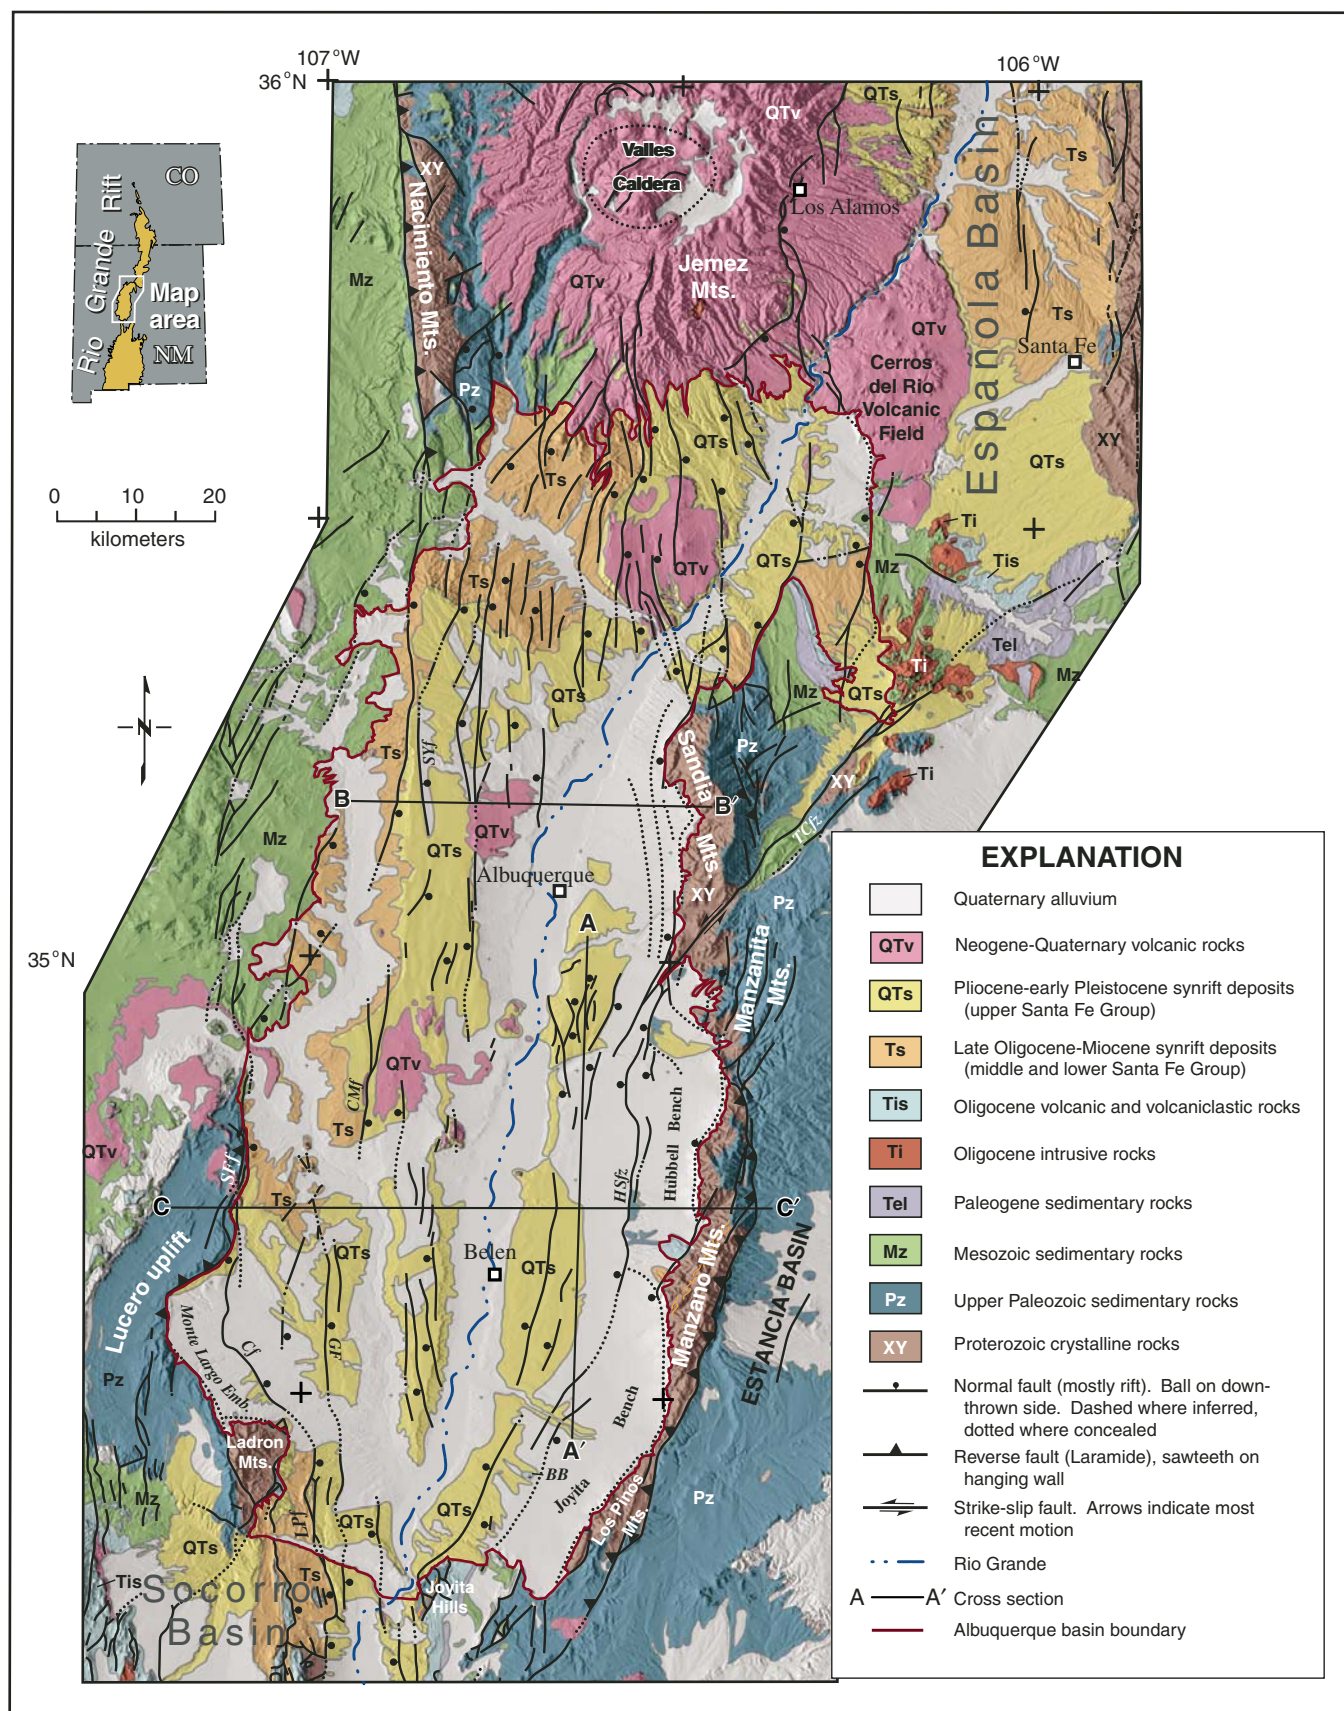 107°W
106°W
36°N
35°N
CO
NM
Rio Grande Rift
Map
area
0 10 20
kilometers
N
QTv
QTs
Ts
XY
Mz
Valles
Caldera
Los Alamos
Nacimiento Mts.
Jemez
Mts.
QTv
Española Basin
QTv
Ts
Santa Fe
Cerros
del Rio
Volcanic
Field
Pz
QTs
Ts
XY
QTs
Ti
Tis
QTv
QTs
Mz
Ts
Tel
Ti
Mz
QTs
Mz
QTs
Ts
SYf
Sandia
Mts.
Pz
XY
Ti
TCfz
B
B′
QTv
Mz
QTs
Albuquerque
XY
A
Pz
Manzanita
Mts.
QTv
CMf
Ts
QTv
SFf
Hubbell Bench
HSfz
Ts
C
C′
QTs
Belen
QTs
Lucero uplift
Manzano Mts.
ESTANCIA BASIN
Monte Largo Emb.
Cf
GF
Pz
Ladron
Mts.
A′
BB
Joyita Bench
Los Pinos
Mts.
Pz
Mz
LPf
QTs
QTs
QTs
Tis
Ts
Socorro
Basin
Joyita
Hills
EXPLANATION
Quaternary alluvium
QTv Neogene-Quaternary volcanic rocks
QTs Pliocene-early Pleistocene synrift deposits
(upper Santa Fe Group)
Ts Late Oligocene-Miocene synrift deposits
(middle and lower Santa Fe Group)
Tis Oligocene volcanic and volcaniclastic rocks
Ti Oligocene intrusive rocks
Tel Paleogene sedimentary rocks
Mz Mesozoic sedimentary rocks
Pz Upper Paleozoic sedimentary rocks
XY Proterozoic crystalline rocks
Normal fault (mostly rift). Ball on down-
thrown side. Dashed where inferred,
dotted where concealed
Reverse fault (Laramide), sawteeth on
hanging wall
Strike-slip fault. Arrows indicate most
recent motion
Rio Grande
A A′ Cross section
Albuquerque basin boundary